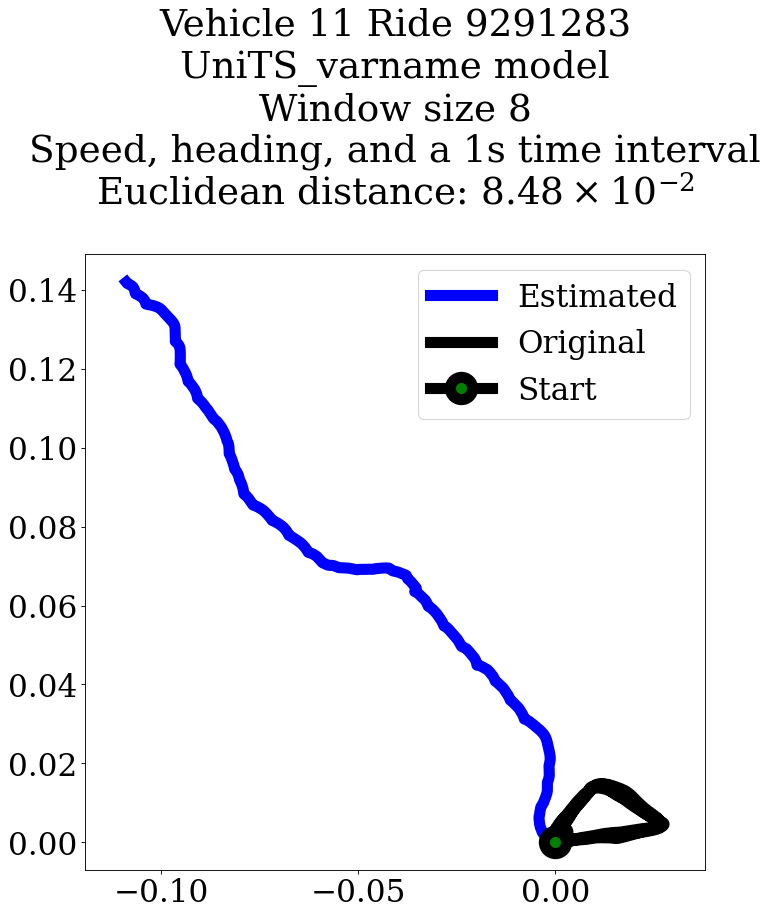 Vehicle 11 Ride 9291283
UniTS_varname model
Window size 8
Speed, heading, and a 1s time interval
Euclidean distance: 8.48 × 10⁻²
Estimated
Original
Start
0.14
0.12
0.10
0.08
0.06
0.04
0.02
0.00
−0.10
−0.05
0.00